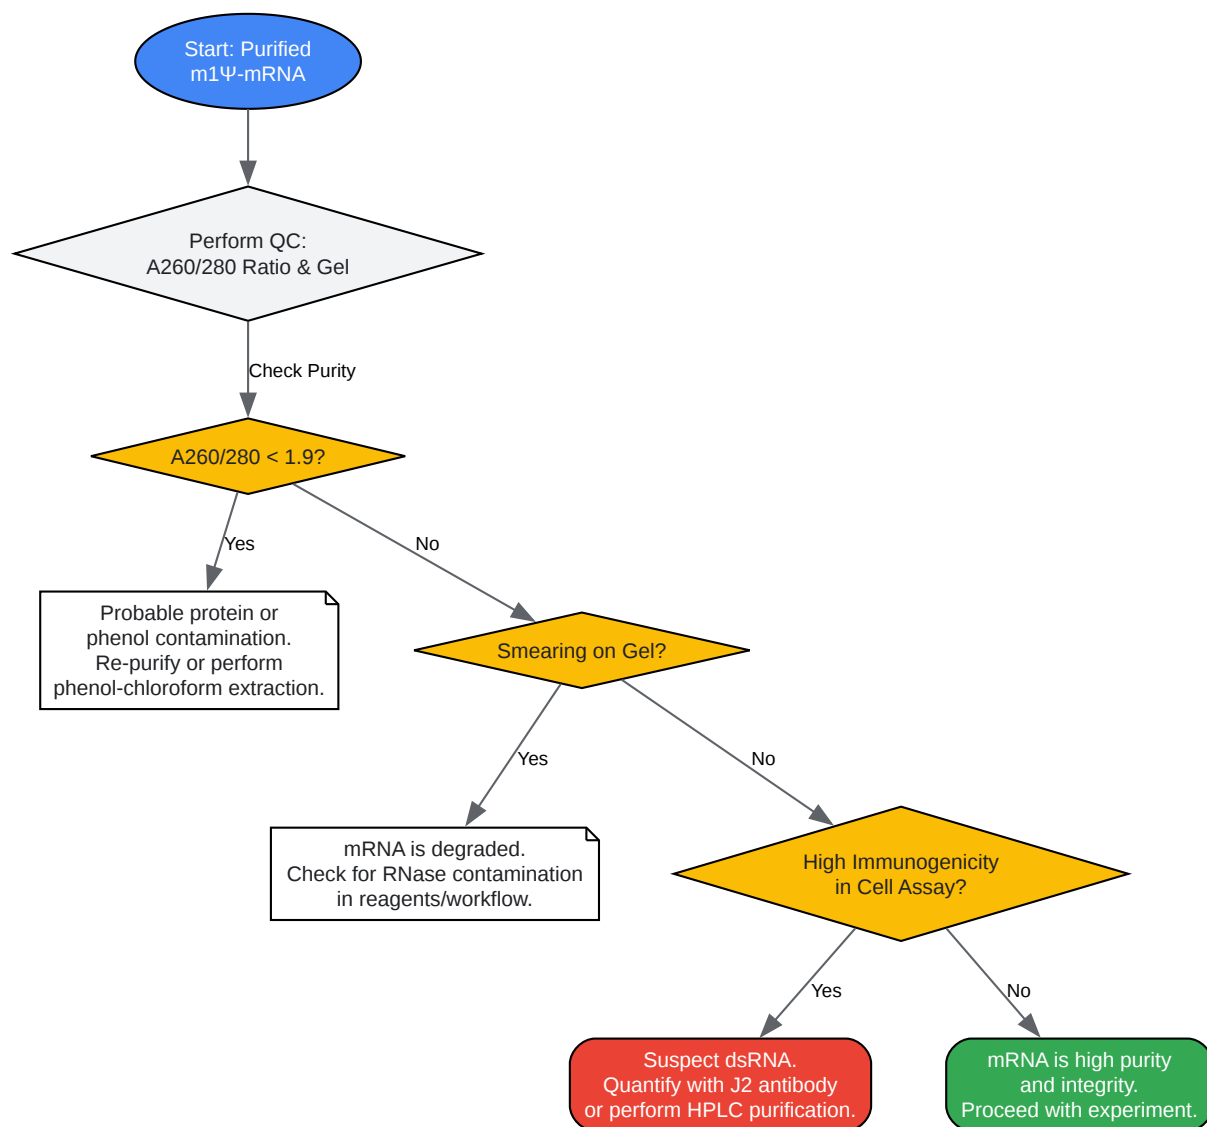 Start: Purified
m1Ψ-mRNA
Perform QC:
A260/280 Ratio & Gel
Check Purity
A260/280 < 1.9?
Yes
No
Probable protein or
phenol contamination.
Re-purify or perform
phenol-chloroform extraction.
Smearing on Gel?
Yes
No
mRNA is degraded.
Check for RNase contamination
in reagents/workflow.
High Immunogenicity
in Cell Assay?
Yes
No
Suspect dsRNA.
Quantify with J2 antibody
or perform HPLC purification.
mRNA is high purity
and integrity.
Proceed with experiment.